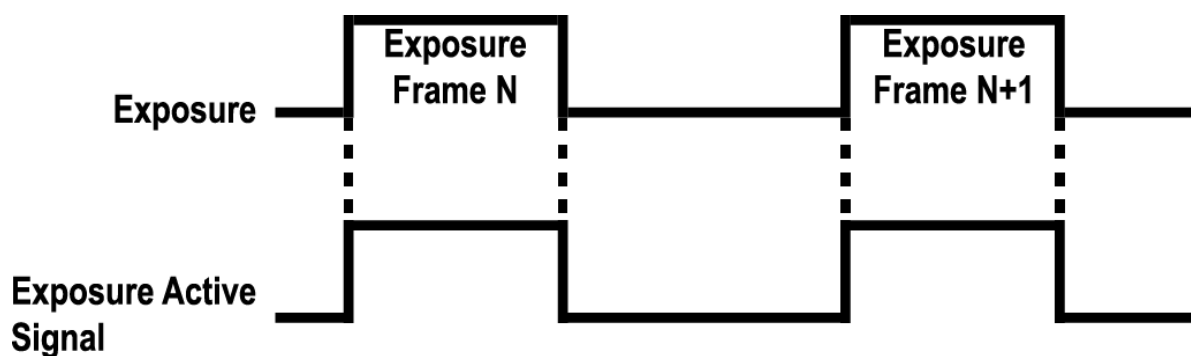 Exposure
Frame N
Exposure
Frame N+1
Exposure
Exposure Active
Signal